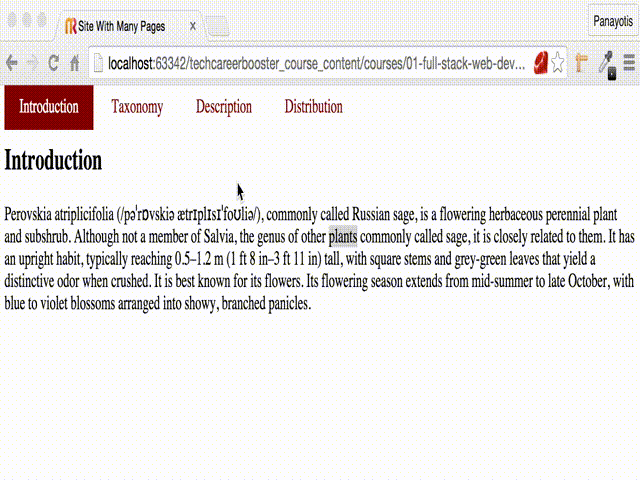 Site With Many Pages
Panayotis
localhost:63342/techcareerbooster_course_content/courses/01-full-stack-web-dev...
Introduction Taxonomy Description Distribution
Introduction
Perovskia atriplicifolia (/pəˈrɒvskiə ætrɪplɪsɪˈfoʊliə/), commonly called Russian sage, is a flowering herbaceous perennial plant
and subshrub. Although not a member of Salvia, the genus of other plants commonly called sage, it is closely related to them. It has
an upright habit, typically reaching 0.5–1.2 m (1 ft 8 in–3 ft 11 in) tall, with square stems and grey-green leaves that yield a
distinctive odor when crushed. It is best known for its flowers. Its flowering season extends from mid-summer to late October, with
blue to violet blossoms arranged into showy, branched panicles.